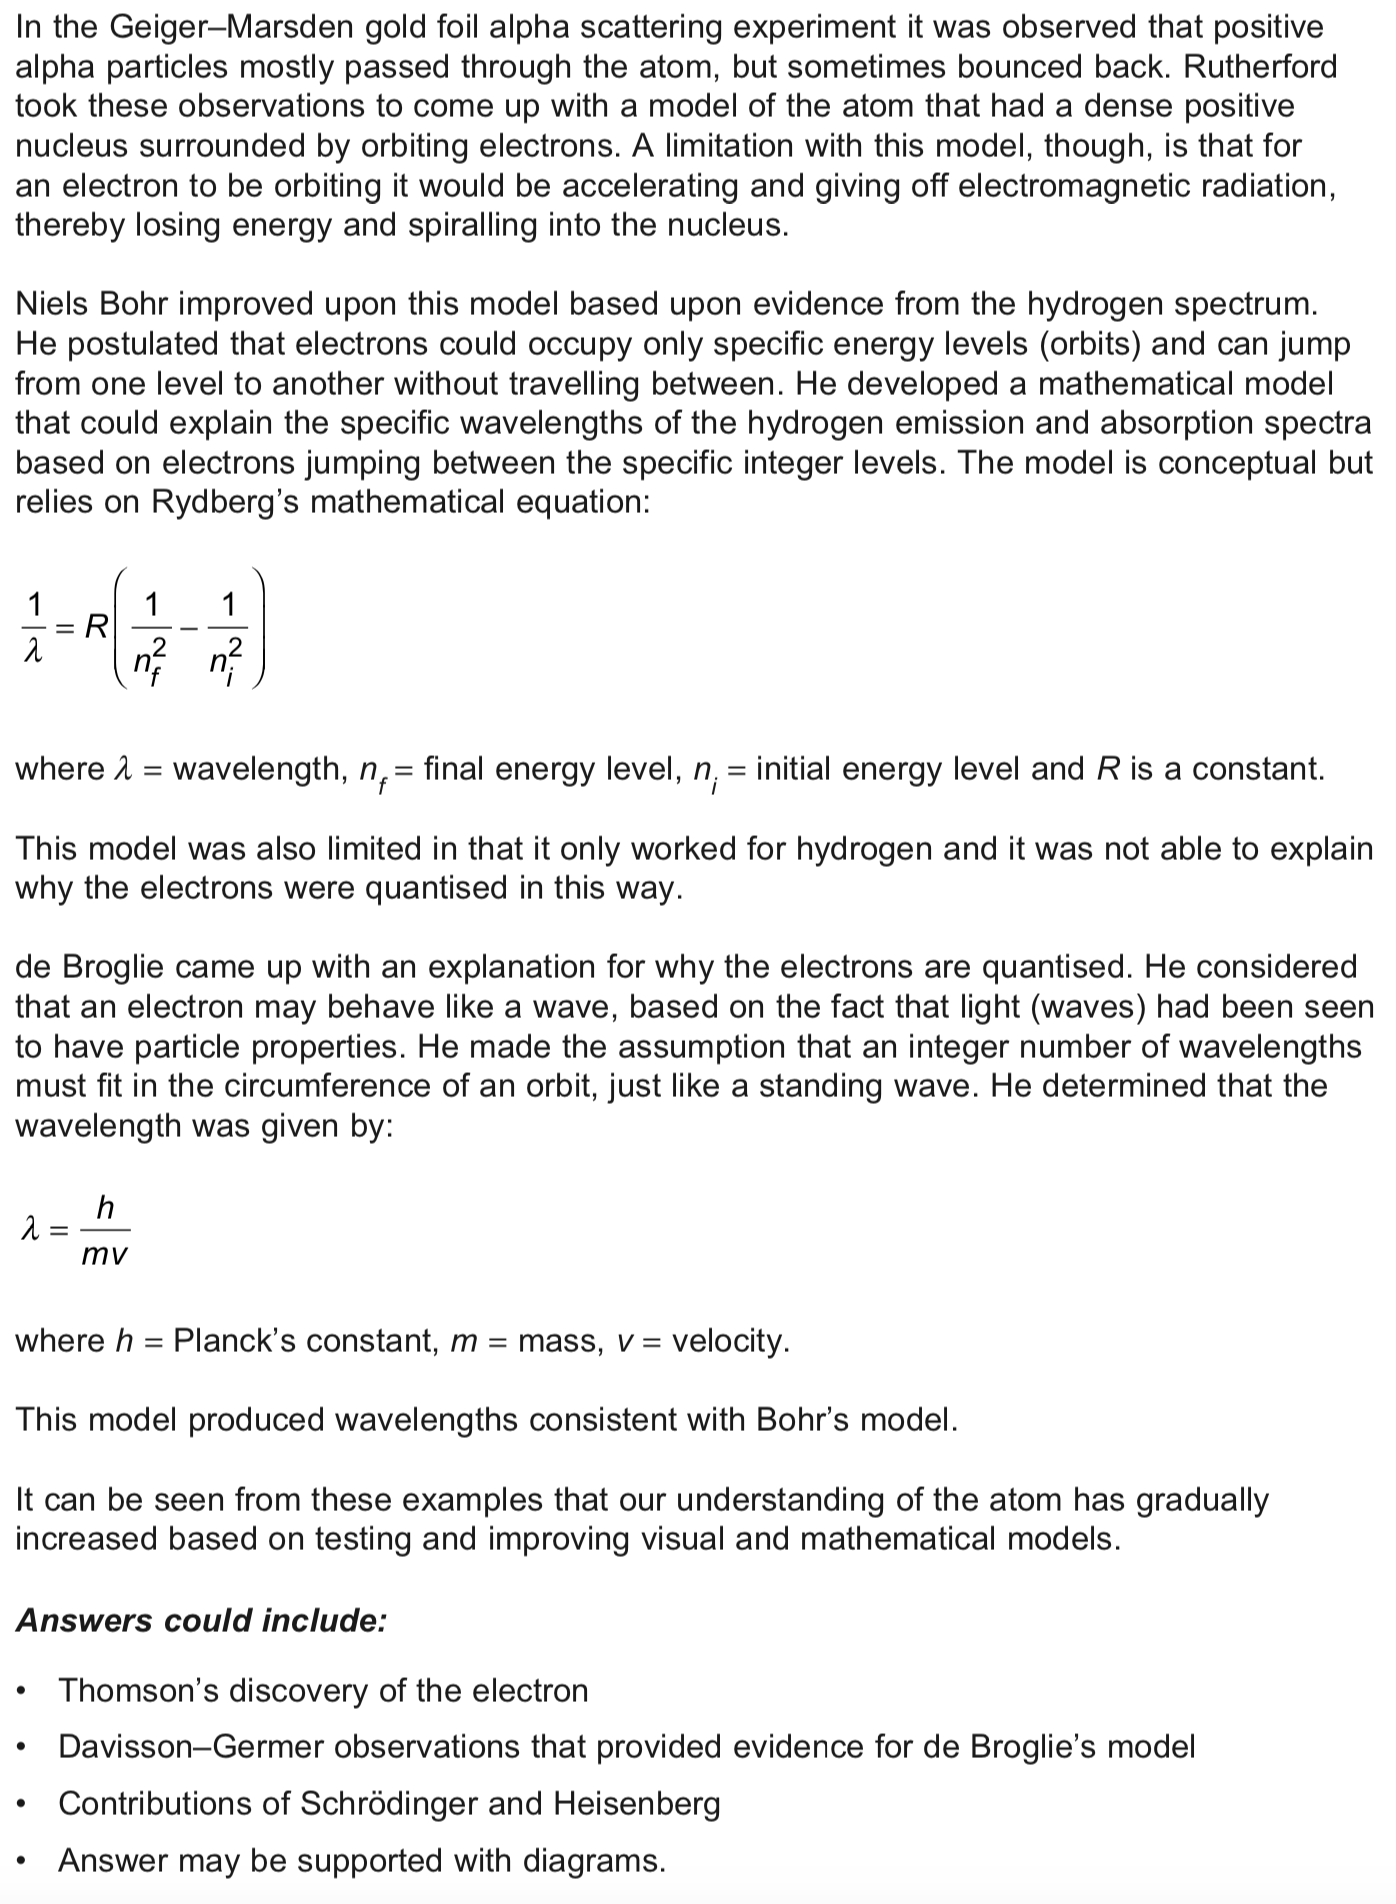 In the Geiger–Marsden gold foil alpha scattering experiment it was observed that positive
alpha particles mostly passed through the atom, but sometimes bounced back. Rutherford
took these observations to come up with a model of the atom that had a dense positive
nucleus surrounded by orbiting electrons. A limitation with this model, though, is that for
an electron to be orbiting it would be accelerating and giving off electromagnetic radiation,
thereby losing energy and spiralling into the nucleus.
Niels Bohr improved upon this model based upon evidence from the hydrogen spectrum.
He postulated that electrons could occupy only specific energy levels (orbits) and can jump
from one level to another without travelling between. He developed a mathematical model
that could explain the specific wavelengths of the hydrogen emission and absorption spectra
based on electrons jumping between the specific integer levels. The model is conceptual but
relies on Rydberg's mathematical equation:
\frac{1}{\lambda} = R\left(\frac{1}{n_f^2} - \frac{1}{n_i^2}\right)
where λ = wavelength, n_f = final energy level, n_i = initial energy level and R is a constant.
This model was also limited in that it only worked for hydrogen and it was not able to explain
why the electrons were quantised in this way.
de Broglie came up with an explanation for why the electrons are quantised. He considered
that an electron may behave like a wave, based on the fact that light (waves) had been seen
to have particle properties. He made the assumption that an integer number of wavelengths
must fit in the circumference of an orbit, just like a standing wave. He determined that the
wavelength was given by:
\lambda = \frac{h}{mv}
where h = Planck's constant, m = mass, v = velocity.
This model produced wavelengths consistent with Bohr's model.
It can be seen from these examples that our understanding of the atom has gradually
increased based on testing and improving visual and mathematical models.
Answers could include:
• Thomson's discovery of the electron
• Davisson–Germer observations that provided evidence for de Broglie's model
• Contributions of Schrödinger and Heisenberg
• Answer may be supported with diagrams.